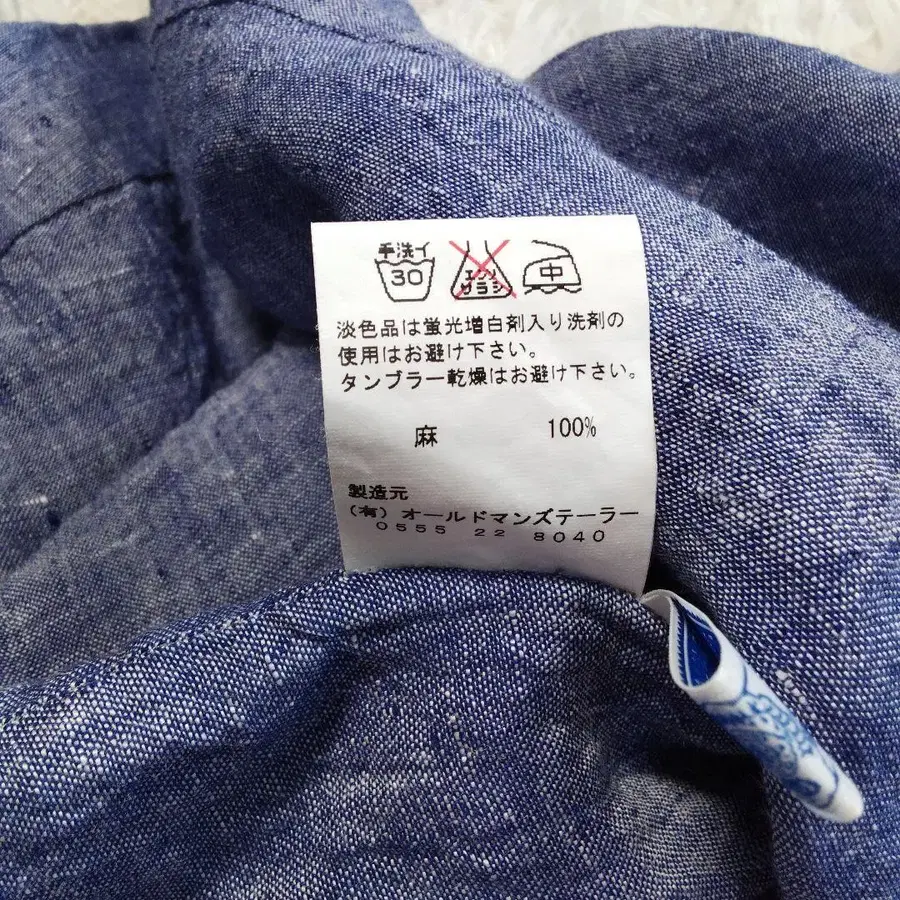 手洗イ
30
エンソ
サラシ
中
淡色品は蛍光増白剤入り洗剤の
使用はお避け下さい。
タンブラー乾燥はお避け下さい。
麻 100%
製造元
(有) オールドマンズテーラー
0555 22 8040